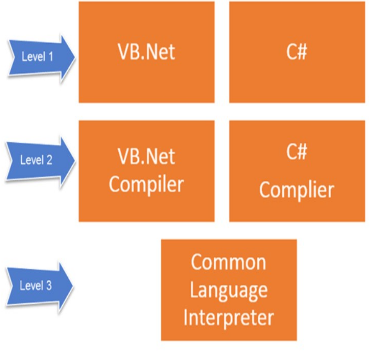 Level 1
VB.Net
C#
Level 2
VB.Net
Compiler
C#
Complier
Level 3
Common
Language
Interpreter